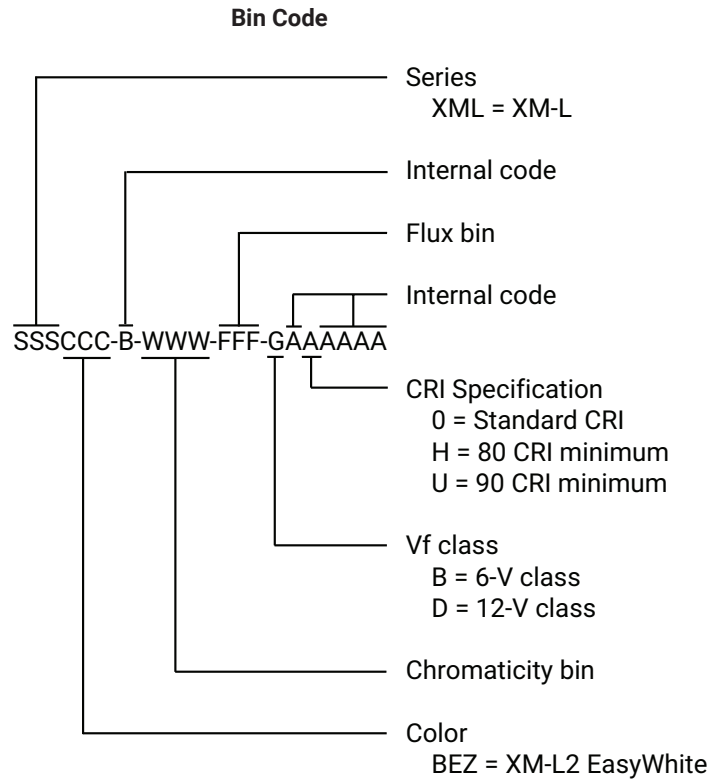 Bin Code
Series
XML = XM-L
Internal code
Flux bin
Internal code
SSSCCC-B-WWW-FFF-GAAAAAA
CRI Specification
0 = Standard CRI
H = 80 CRI minimum
U = 90 CRI minimum
Vf class
B = 6-V class
D = 12-V class
Chromaticity bin
Color
BEZ = XM-L2 EasyWhite